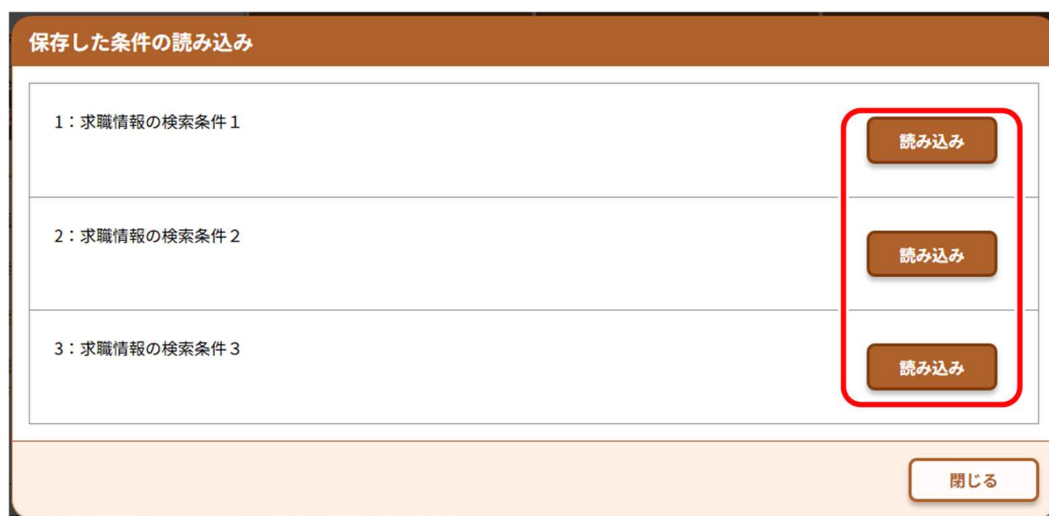 保存した条件の読み込み
1：求職情報の検索条件１
読み込み
2：求職情報の検索条件２
読み込み
3：求職情報の検索条件３
読み込み
閉じる